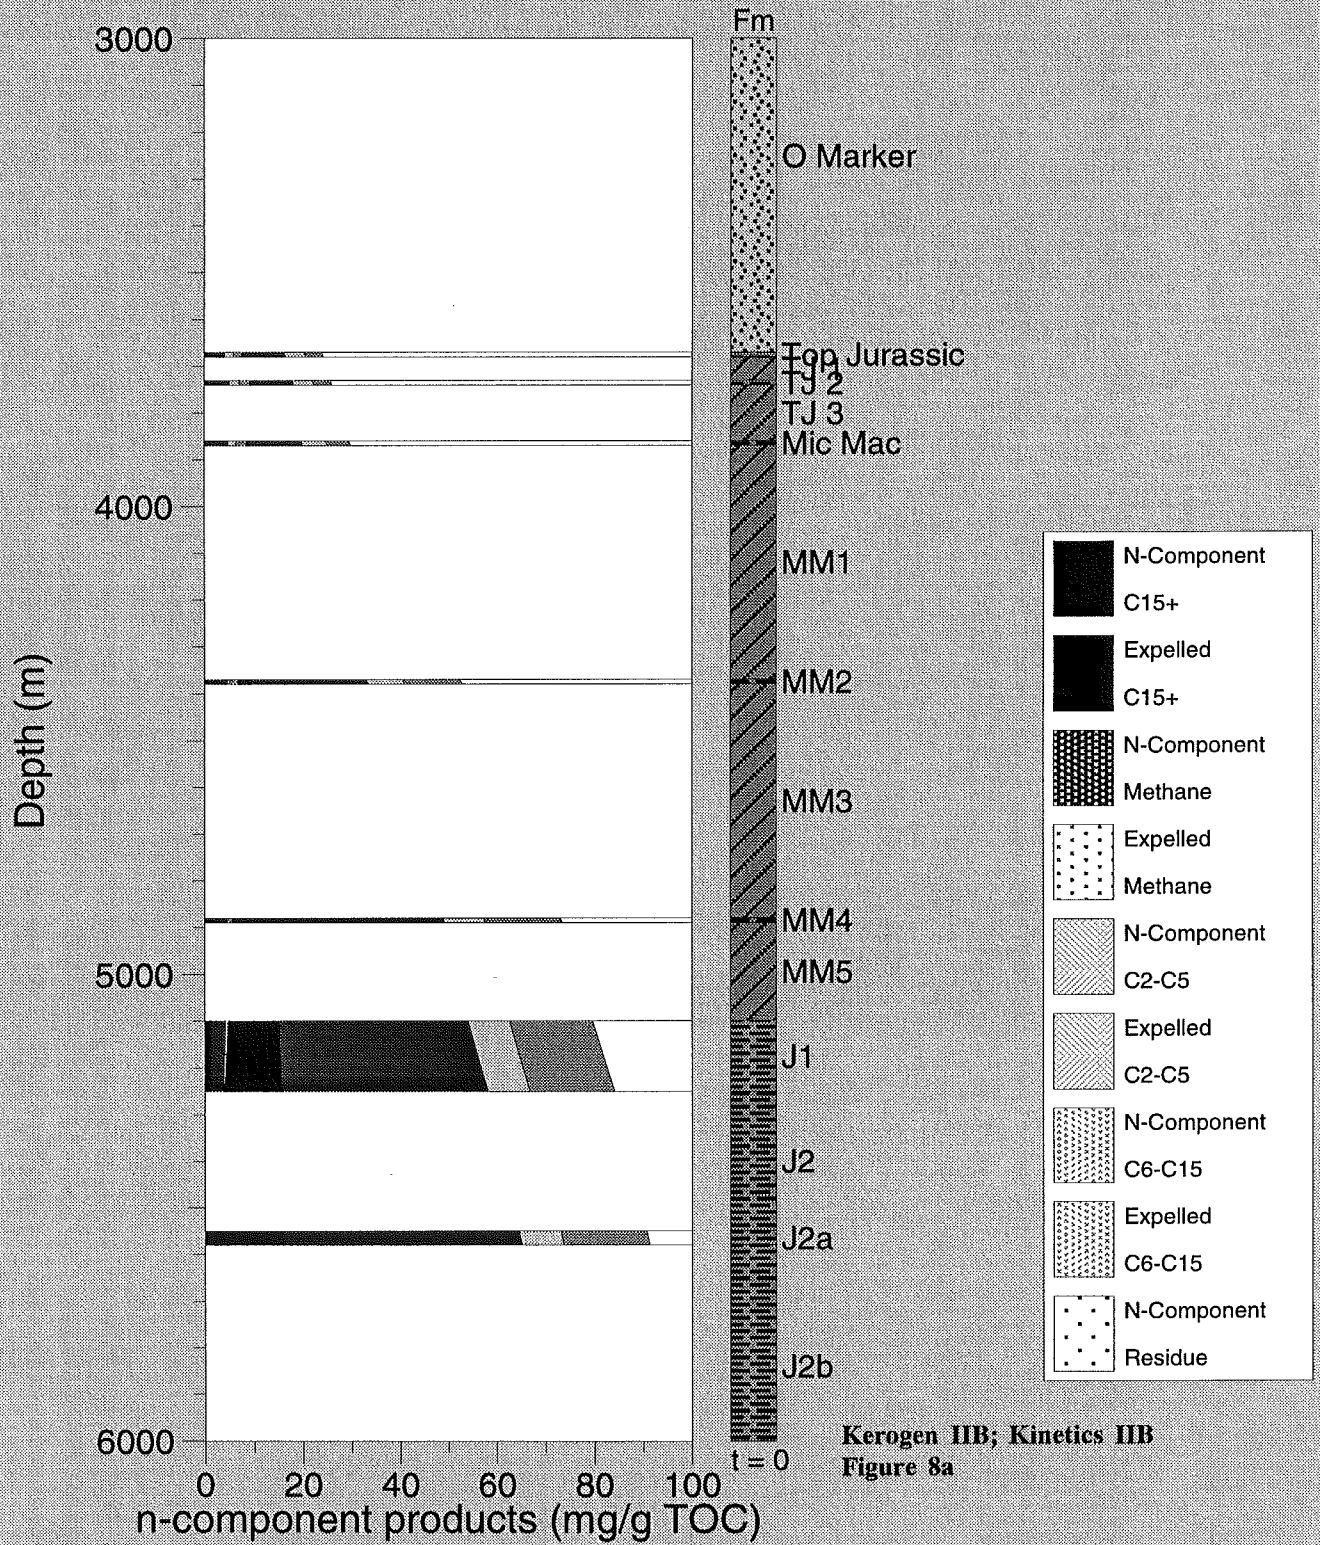 Fm
3000
4000
5000
6000
Depth (m)
0 20 40 60 80 100
n-component products (mg/g TOC)
O Marker
Top Jurassic
TJ 2
TJ 3
Mic Mac
MM1
MM2
MM3
MM4
MM5
J1
J2
J2a
J2b
t = 0
N-Component
C15+
Expelled
C15+
N-Component
Methane
Expelled
Methane
N-Component
C2-C5
Expelled
C2-C5
N-Component
C6-C15
Expelled
C6-C15
N-Component
Residue
Kerogen IIB; Kinetics IIB
Figure 8a